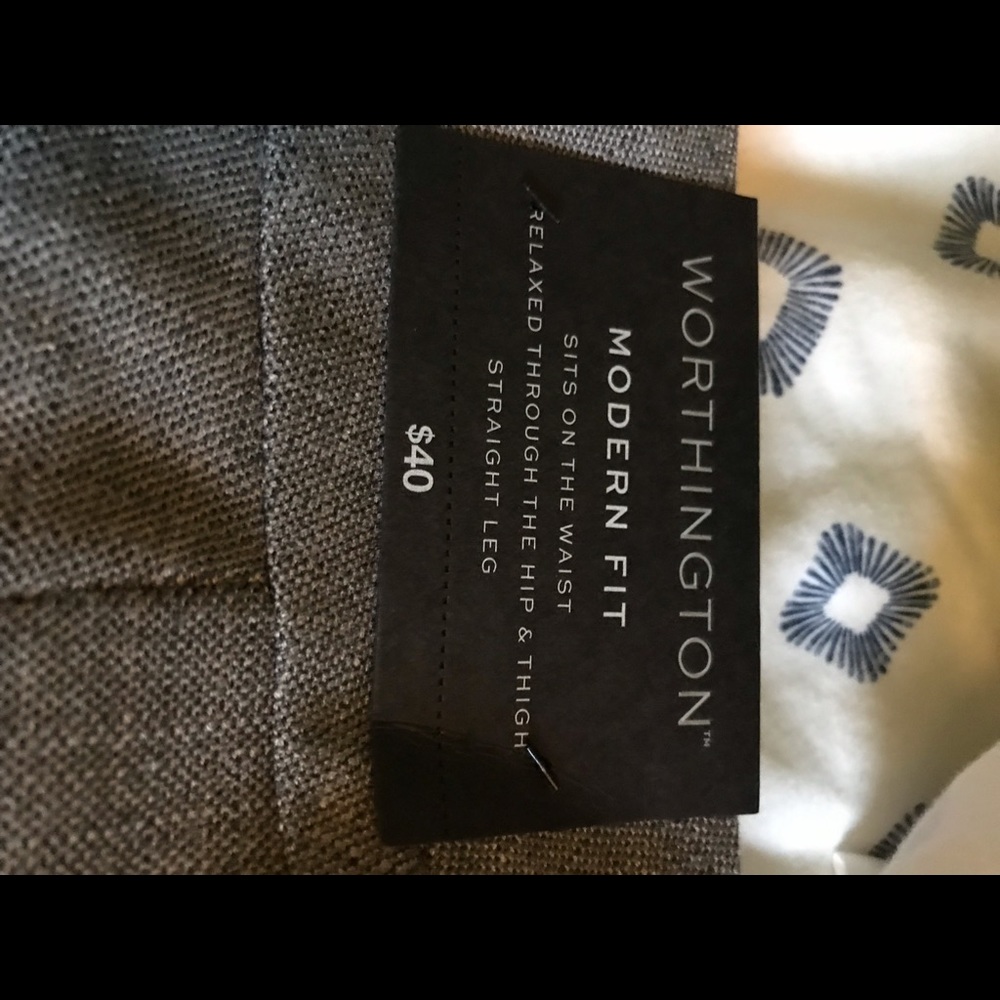 WORTHINGTON™
MODERN FIT
SITS ON THE WAIST
RELAXED THROUGH THE HIP & THIGH
STRAIGHT LEG
$40